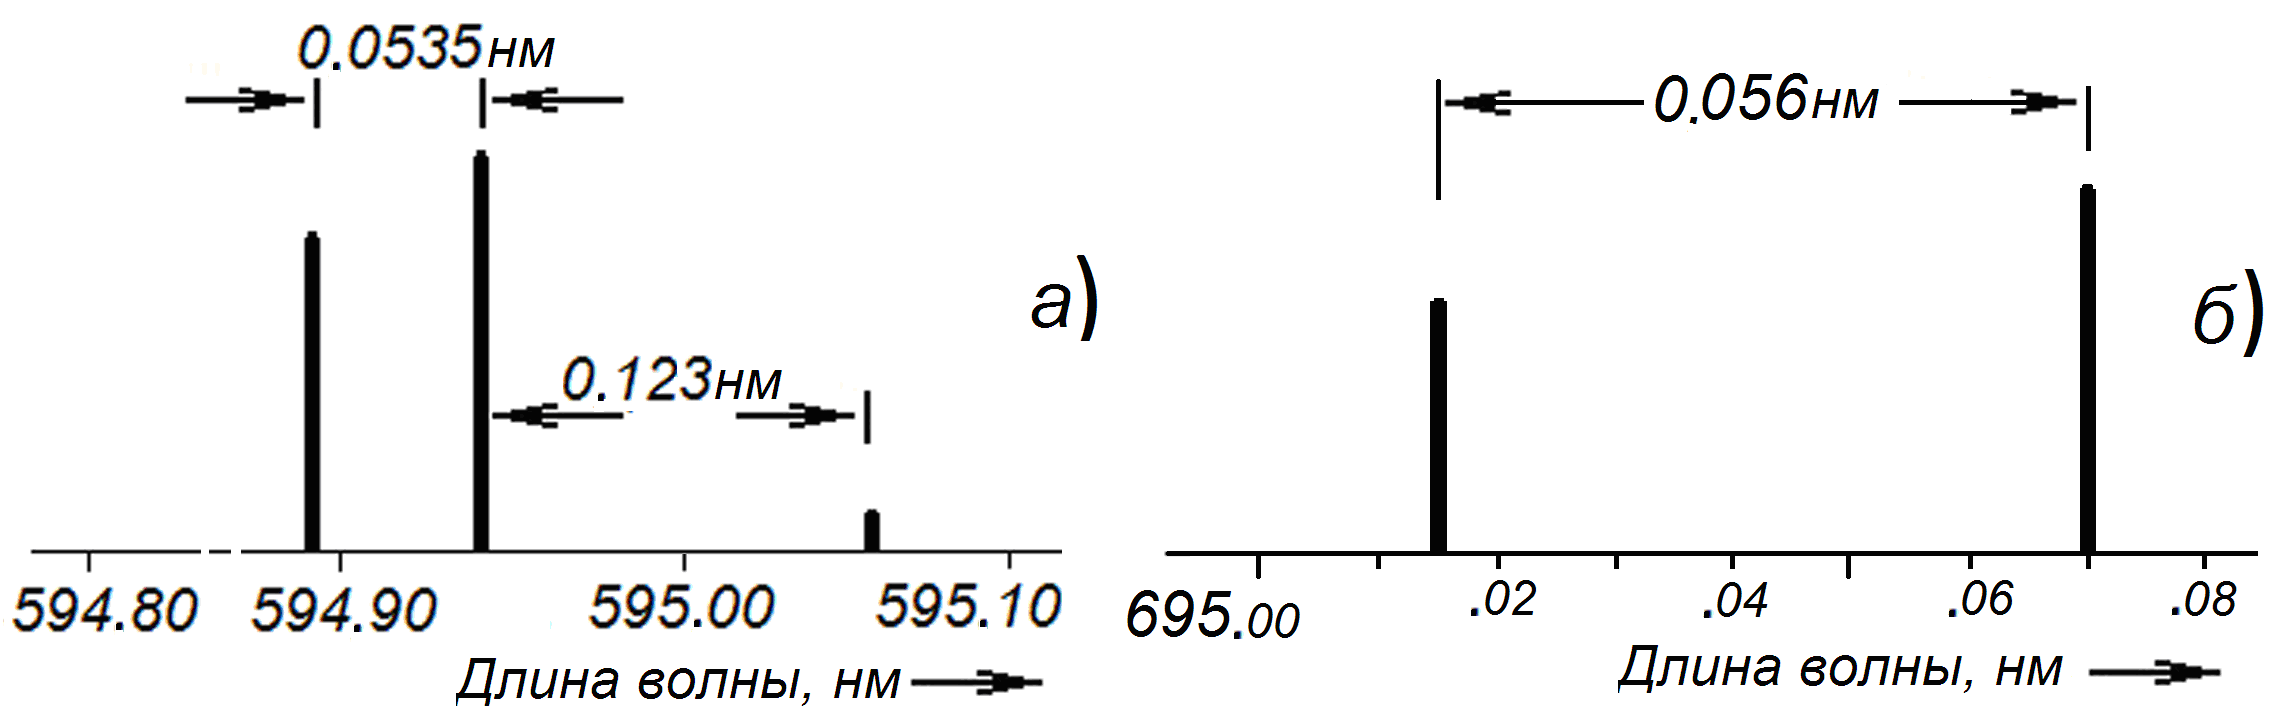 0.0535нм
0.123нм
а)
594.80 594.90 595.00 595.10
Длина волны, нм
0.056нм
б)
695.00 .02 .04 .06 .08
Длина волны, нм